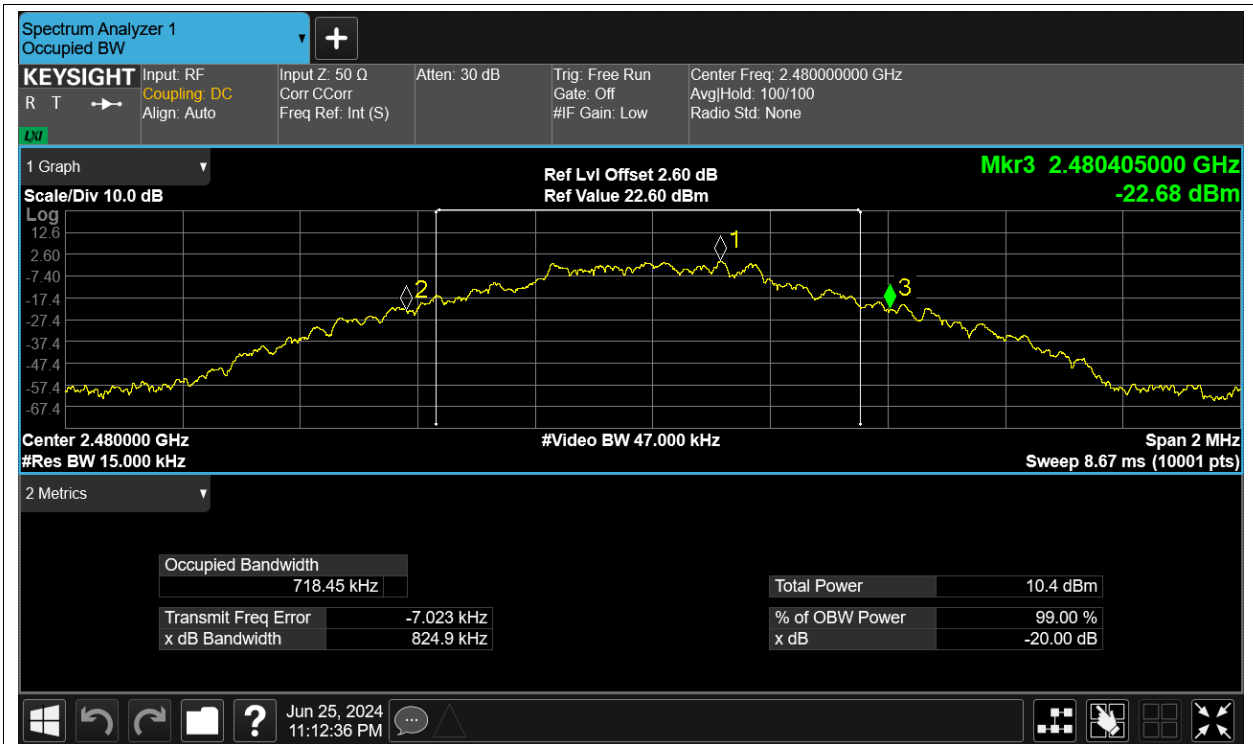 Spectrum Analyzer 1
Occupied BW
KEYSIGHT
R T
LXI
Input: RF
Coupling: DC
Align: Auto
Input Z: 50 Ω
Corr CCorr
Freq Ref: Int (S)
Atten: 30 dB
Trig: Free Run
Gate: Off
#IF Gain: Low
Center Freq: 2.480000000 GHz
Avg|Hold: 100/100
Radio Std: None
1 Graph
Scale/Div 10.0 dB
Ref Lvl Offset 2.60 dB
Ref Value 22.60 dBm
Mkr3 2.480405000 GHz
-22.68 dBm
Log
12.6
2.60
-7.40
-17.4
-27.4
-37.4
-47.4
-57.4
-67.4
1
2
3
Center 2.480000 GHz
#Video BW 47.000 kHz
Span 2 MHz
#Res BW 15.000 kHz
Sweep 8.67 ms (10001 pts)
2 Metrics
Occupied Bandwidth
718.45 kHz
Transmit Freq Error -7.023 kHz
x dB Bandwidth 824.9 kHz
Total Power 10.4 dBm
% of OBW Power 99.00 %
x dB -20.00 dB
Jun 25, 2024
11:12:36 PM